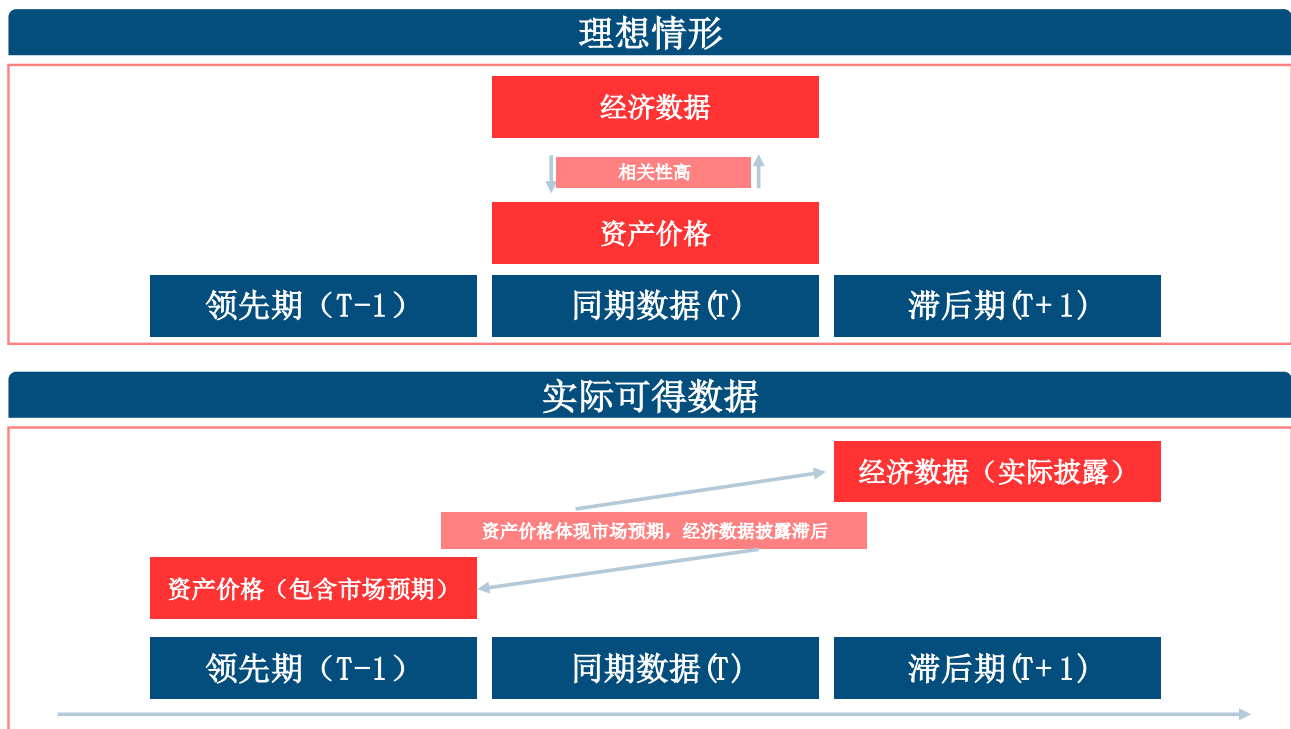 理想情形
经济数据
相关性高
资产价格
领先期（T-1）
同期数据(T)
滞后期(T+1)
实际可得数据
经济数据（实际披露）
资产价格体现市场预期，经济数据披露滞后
资产价格（包含市场预期）
领先期（T-1）
同期数据(T)
滞后期(T+1)